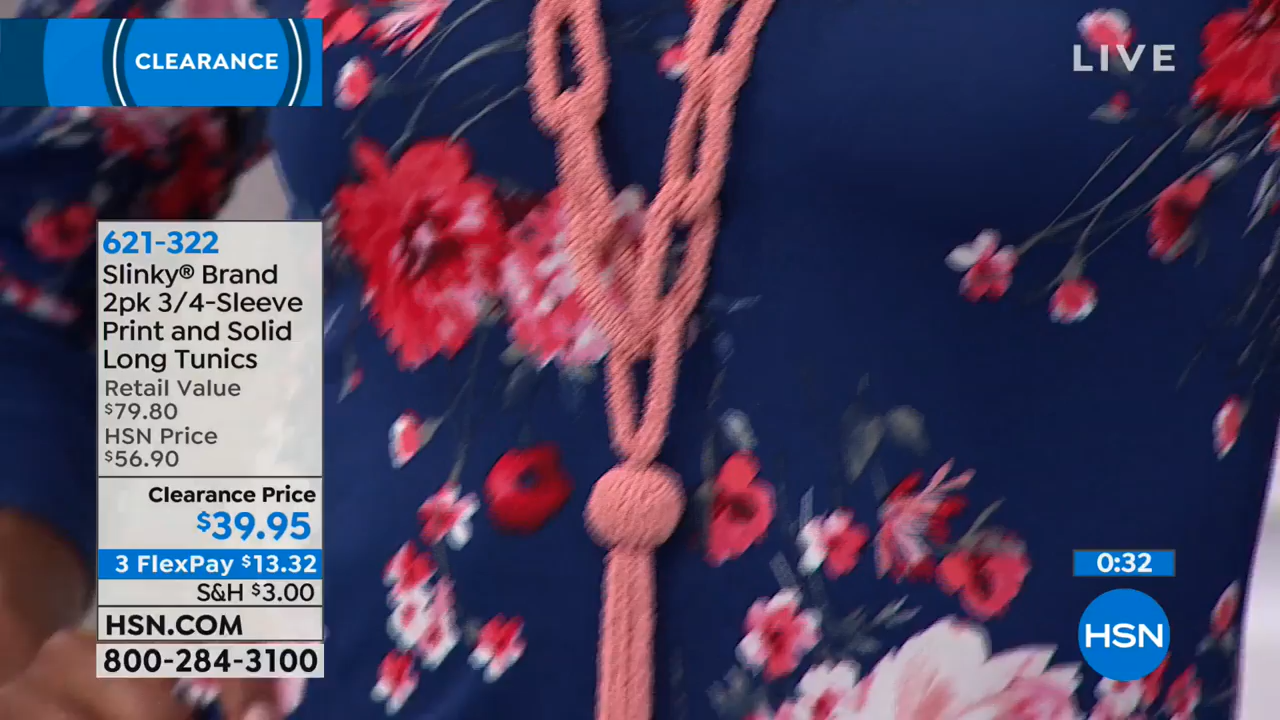 CLEARANCE
LIVE
621-322
Slinky® Brand
2pk 3/4-Sleeve
Print and Solid
Long Tunics
Retail Value
$79.80
HSN Price
$56.90
Clearance Price
$39.95
3 FlexPay $13.32
S&H $3.00
HSN.COM
800-284-3100
0:32
HSN